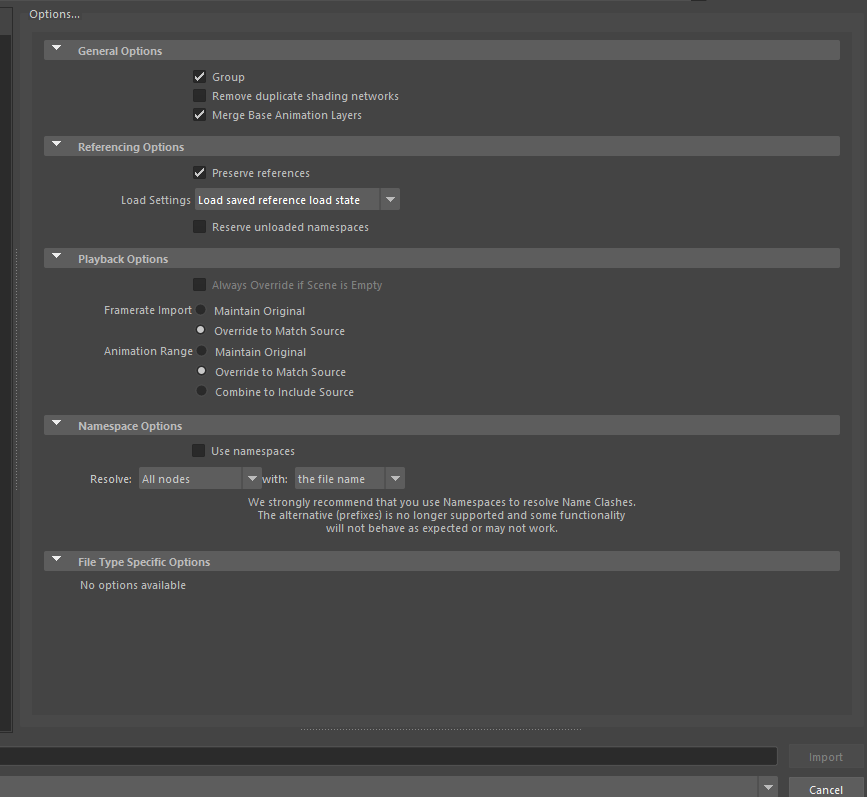 Options...
General Options
Group
Remove duplicate shading networks
Merge Base Animation Layers
Referencing Options
Preserve references
Load Settings Load saved reference load state
Reserve unloaded namespaces
Playback Options
Always Override if Scene is Empty
Framerate Import Maintain Original
Override to Match Source
Animation Range Maintain Original
Override to Match Source
Combine to Include Source
Namespace Options
Use namespaces
Resolve: All nodes with: the file name
We strongly recommend that you use Namespaces to resolve Name Clashes.
The alternative (prefixes) is no longer supported and some functionality
will not behave as expected or may not work.
File Type Specific Options
No options available
Import
Cancel